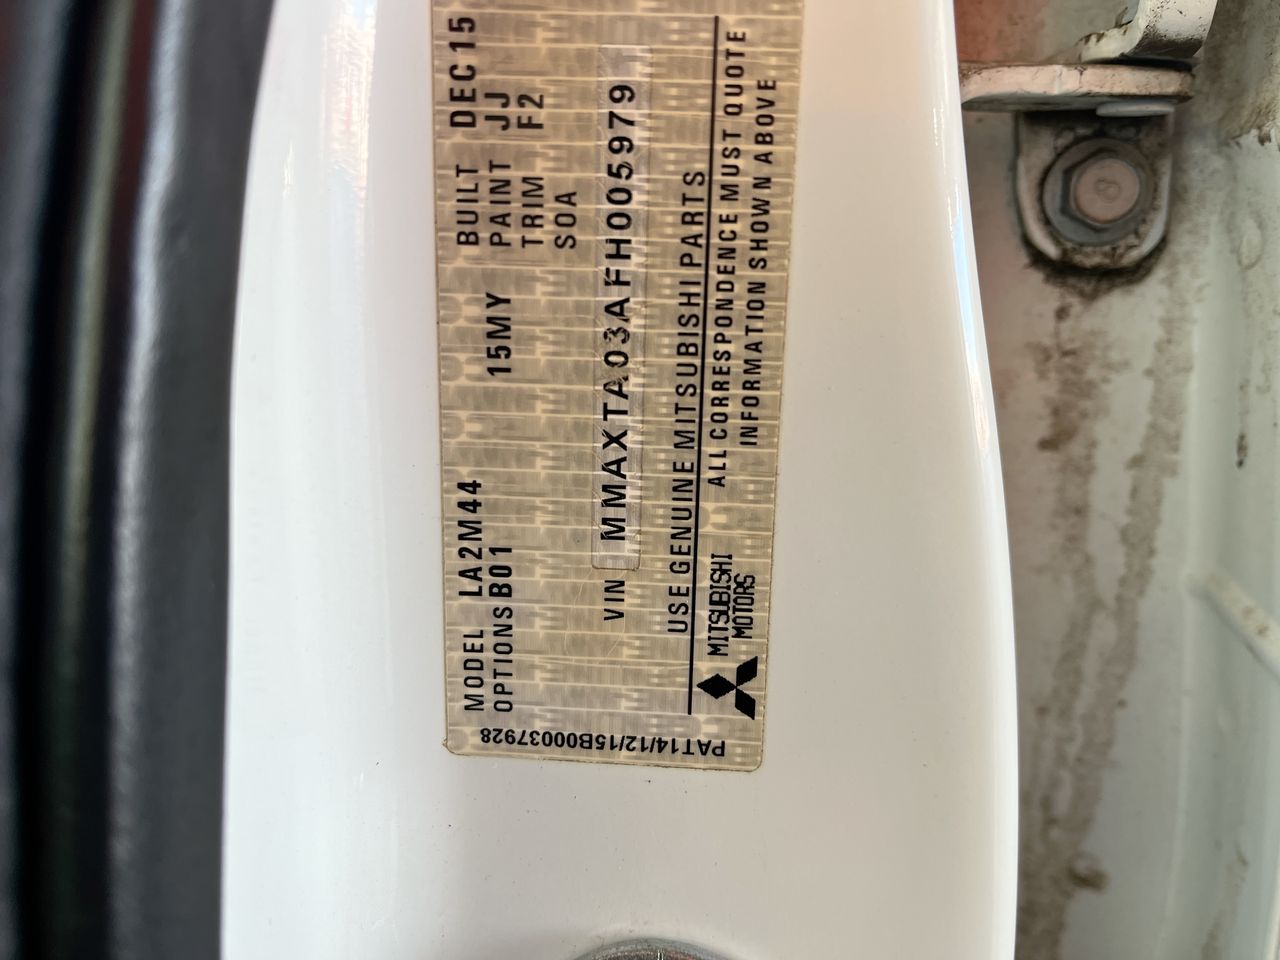 MODEL LA2M44 BUILT DEC15
OPTIONS B01 15MY PAINT JJ
TRIM F2
SOA
VIN MMAXTA03AFH005979
USE GENUINE MITSUBISHI PARTS
MITSUBISHI
MOTORS
ALL CORRESPONDENCE MUST QUOTE
INFORMATION SHOWN ABOVE
PAT14/12/15B00037928
8